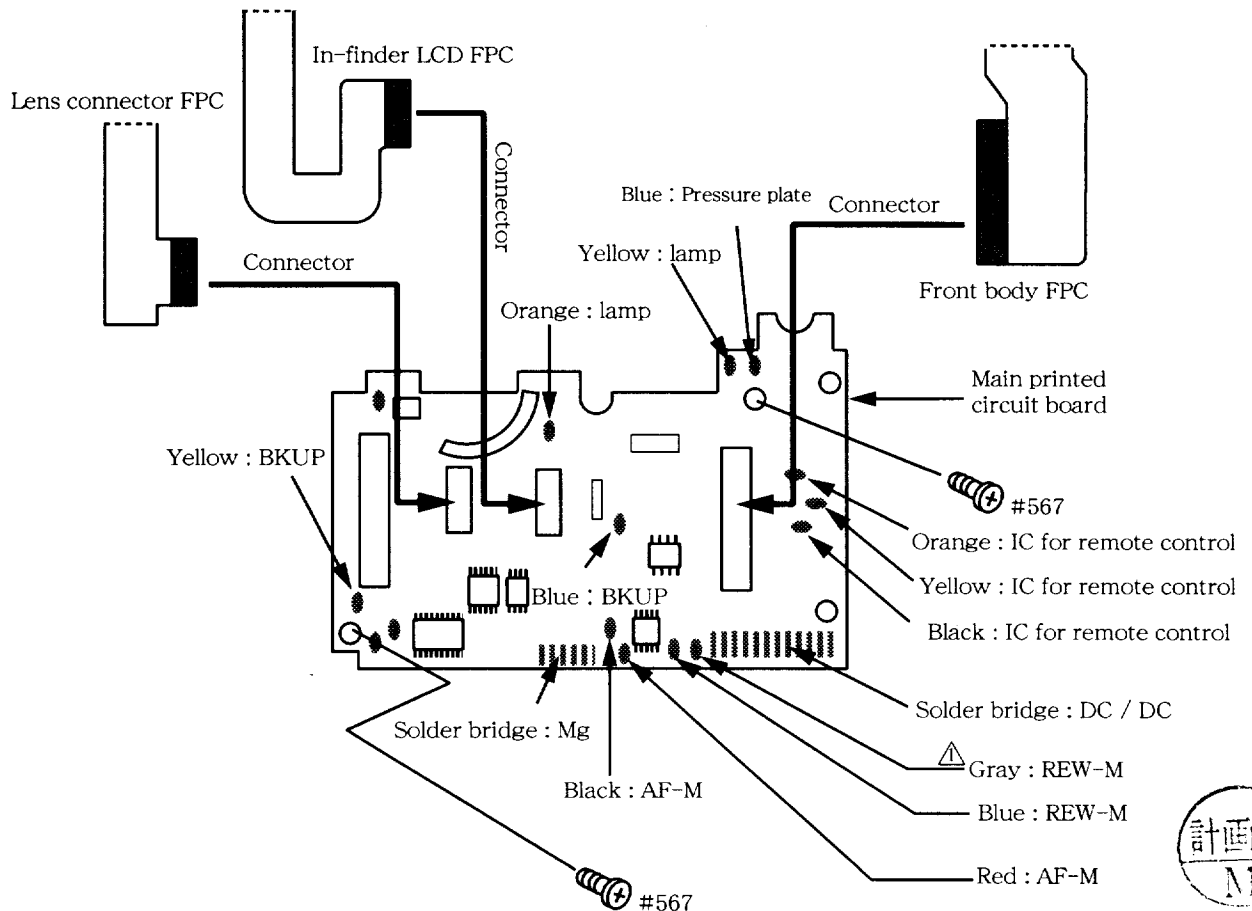 In-finder LCD FPC
Lens connector FPC
Connector
Blue : Pressure plate
Connector
Yellow : lamp
Connector
Front body FPC
Orange : lamp
Main printed
circuit board
Yellow : BKUP
#567
Orange : IC for remote control
Yellow : IC for remote control
Blue : BKUP
Black : IC for remote control
Solder bridge : DC / DC
Solder bridge : Mg
1 Gray : REW-M
Black : AF-M
Blue : REW-M
計画
Red : AF-M
#567